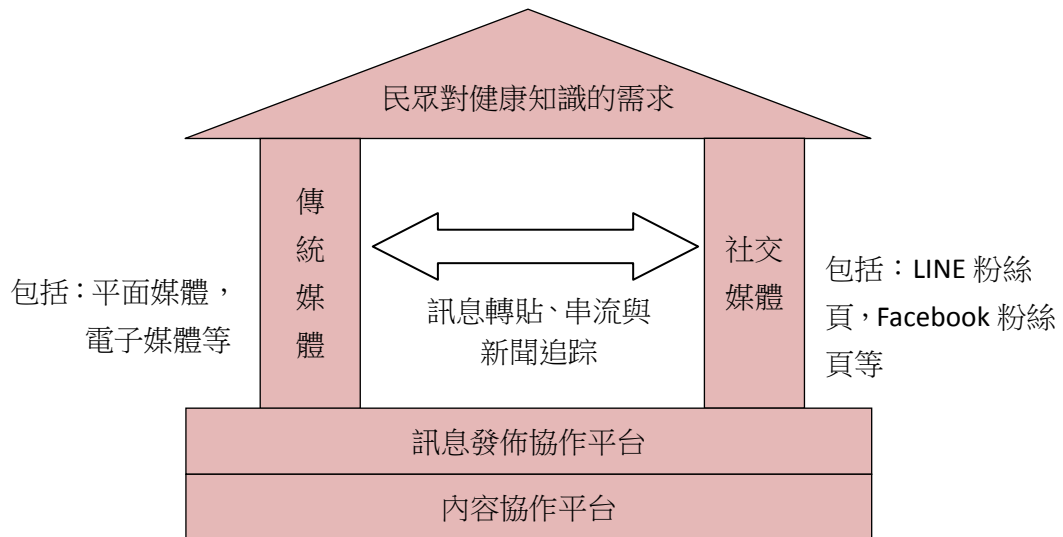 民眾對健康知識的需求
傳統媒體
社交
媒體
包括：平面媒體，
電子媒體等
訊息轉貼、串流與
新聞追踪
包括：LINE 粉絲
頁，Facebook 粉絲
頁等
訊息發佈協作平台
內容協作平台